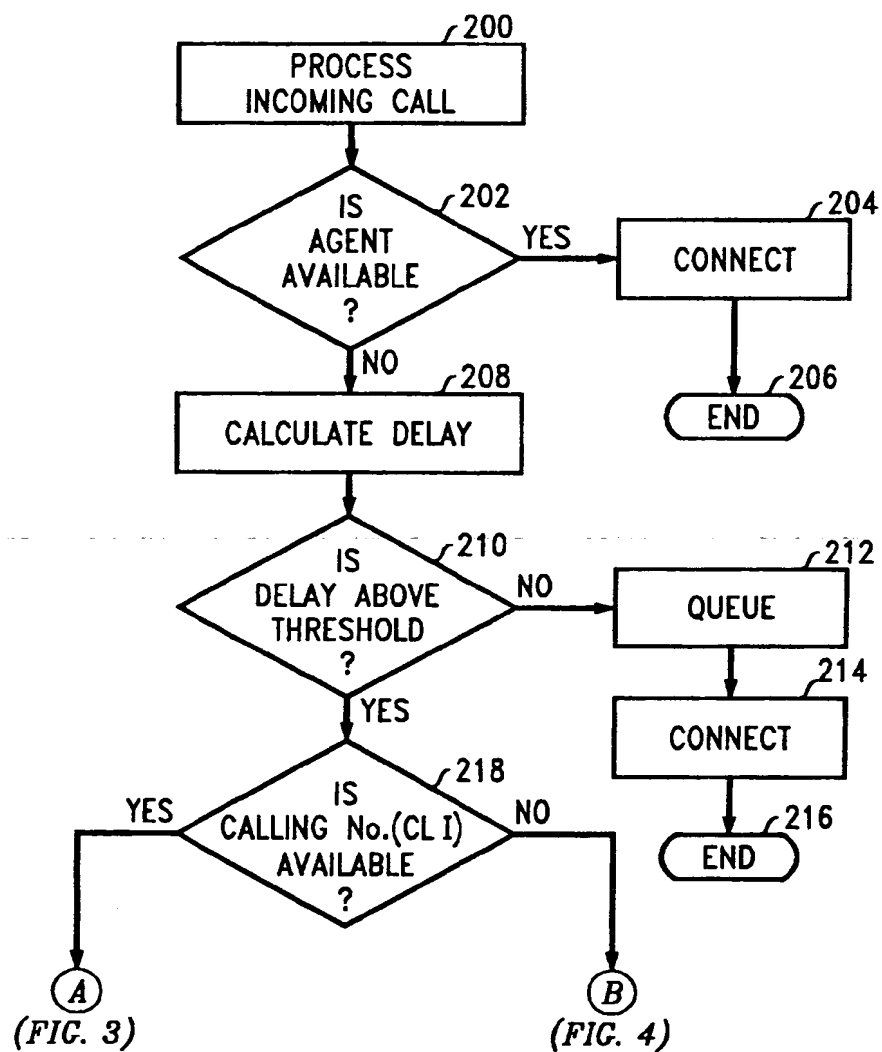 200
PROCESS
INCOMING CALL
202
IS
AGENT
AVAILABLE
?
YES
204
CONNECT
NO
206
END
208
CALCULATE DELAY
210
IS
DELAY ABOVE
THRESHOLD
?
NO
212
QUEUE
214
CONNECT
YES
216
END
218
IS
CALLING No.(CLI)
AVAILABLE
?
YES
NO
A
(FIG. 3)
B
(FIG. 4)